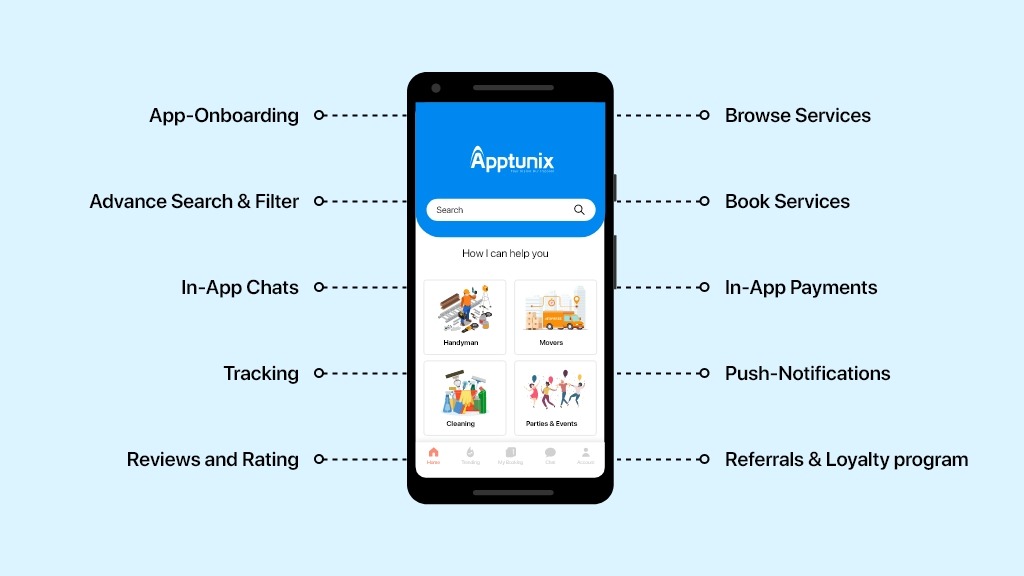 App-Onboarding
Browse Services
Apptunix
Advance Search & Filter
Book Services
Search
How I can help you
In-App Chats
In-App Payments
Handyman
Movers
Tracking
Push-Notifications
Cleaning
Parties & Events
Reviews and Rating
Referrals & Loyalty program
Home
Trending
My Booking
Chat
Account